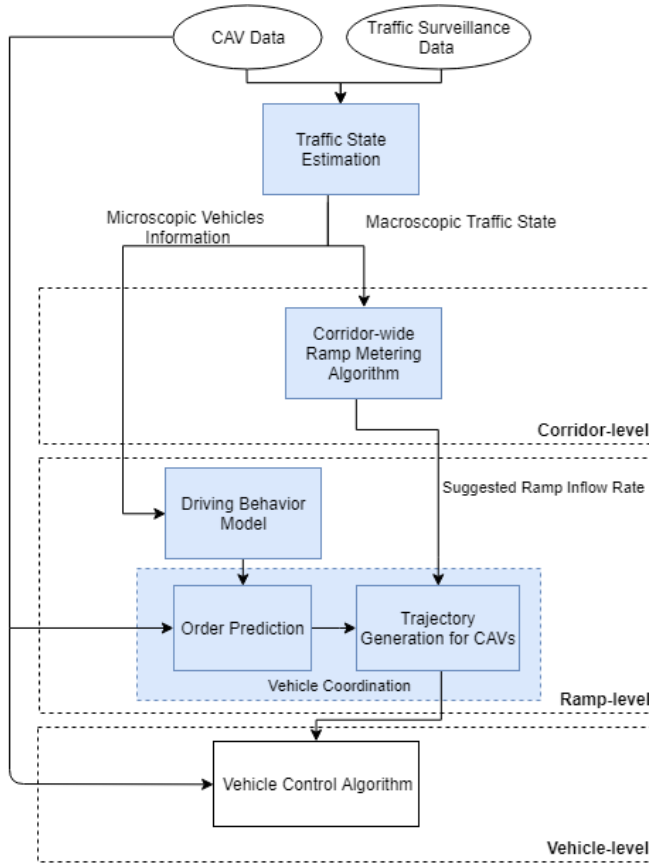 CAV Data
Traffic Surveillance
Data
Traffic State
Estimation
Microscopic Vehicles
Information
Macroscopic Traffic State
Corridor-wide
Ramp Metering
Algorithm
Corridor-level
Suggested Ramp Inflow Rate
Driving Behavior
Model
Order Prediction
Trajectory
Generation for CAVs
Vehicle Coordination
Ramp-level
Vehicle Control Algorithm
Vehicle-level